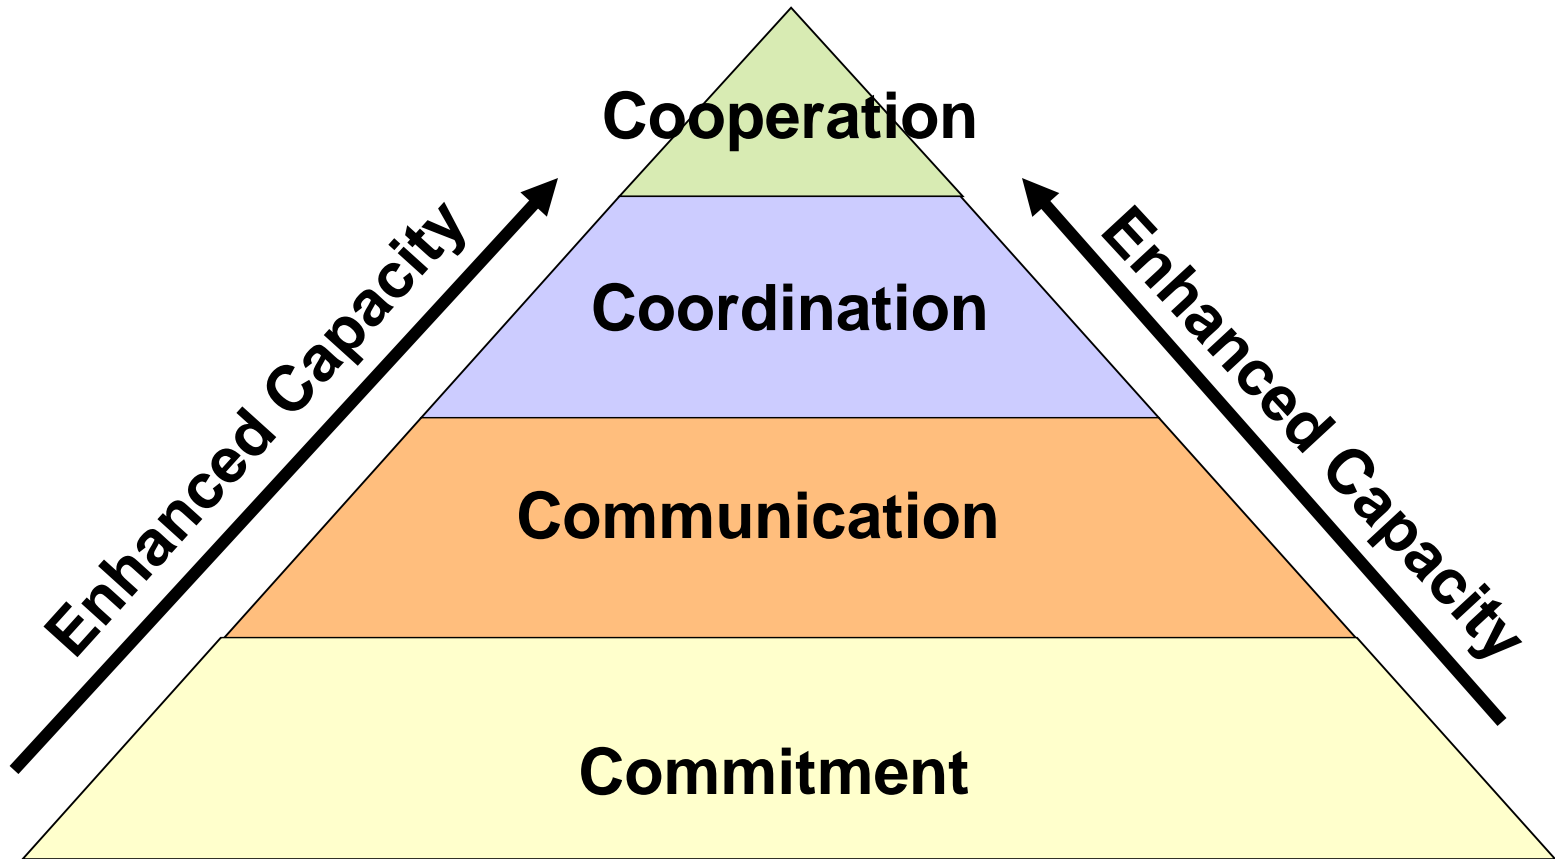 Cooperation
Enhanced Capacity
Enhanced Capacity
Coordination
Communication
Commitment